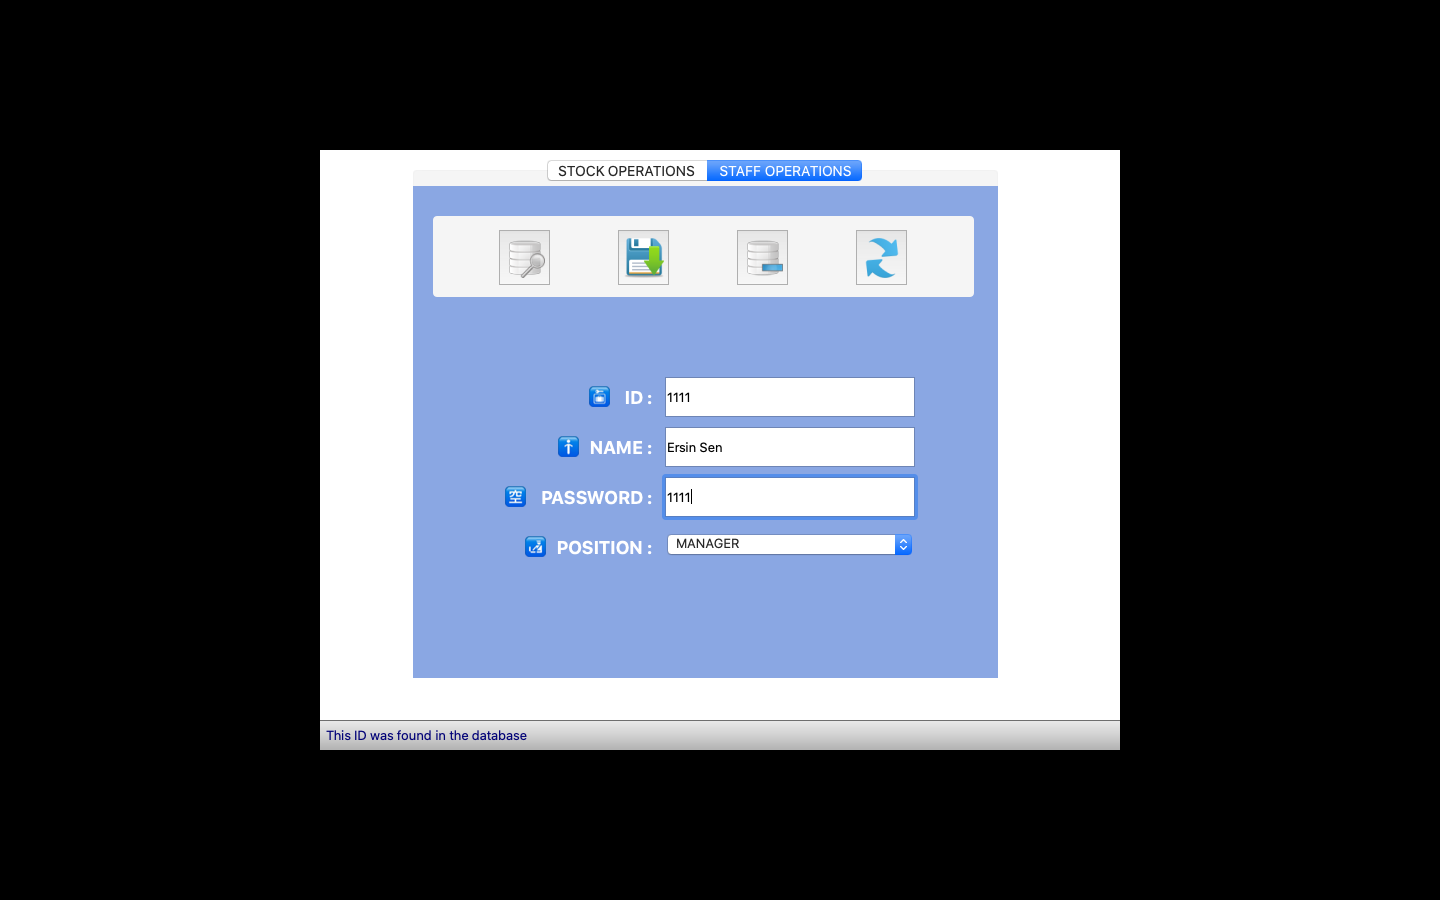 STOCK OPERATIONS STAFF OPERATIONS
ID : 1111
NAME : Ersin Sen
空 PASSWORD : 1111
POSITION : MANAGER
This ID was found in the database